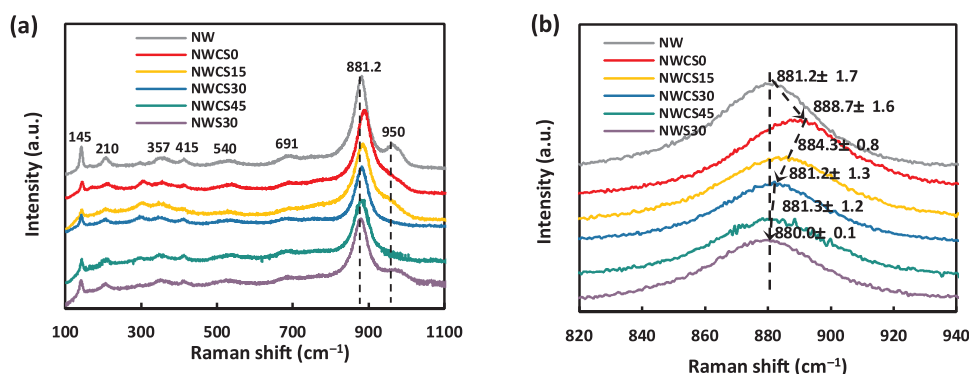 (a)
NW
NWCS0
NWCS15
NWCS30
NWCS45
NWS30
881.2
145
210
357
415
540
691
950
Intensity (a.u.)
100 300 500 700 900 1100
Raman shift (cm⁻¹)
(b)
NW
NWCS0
NWCS15
NWCS30
NWCS45
NWS30
881.2± 1.7
888.7± 1.6
884.3± 0.8
881.2± 1.3
881.3± 1.2
880.0± 0.1
Intensity (a.u.)
820 840 860 880 900 920 940
Raman shift (cm⁻¹)